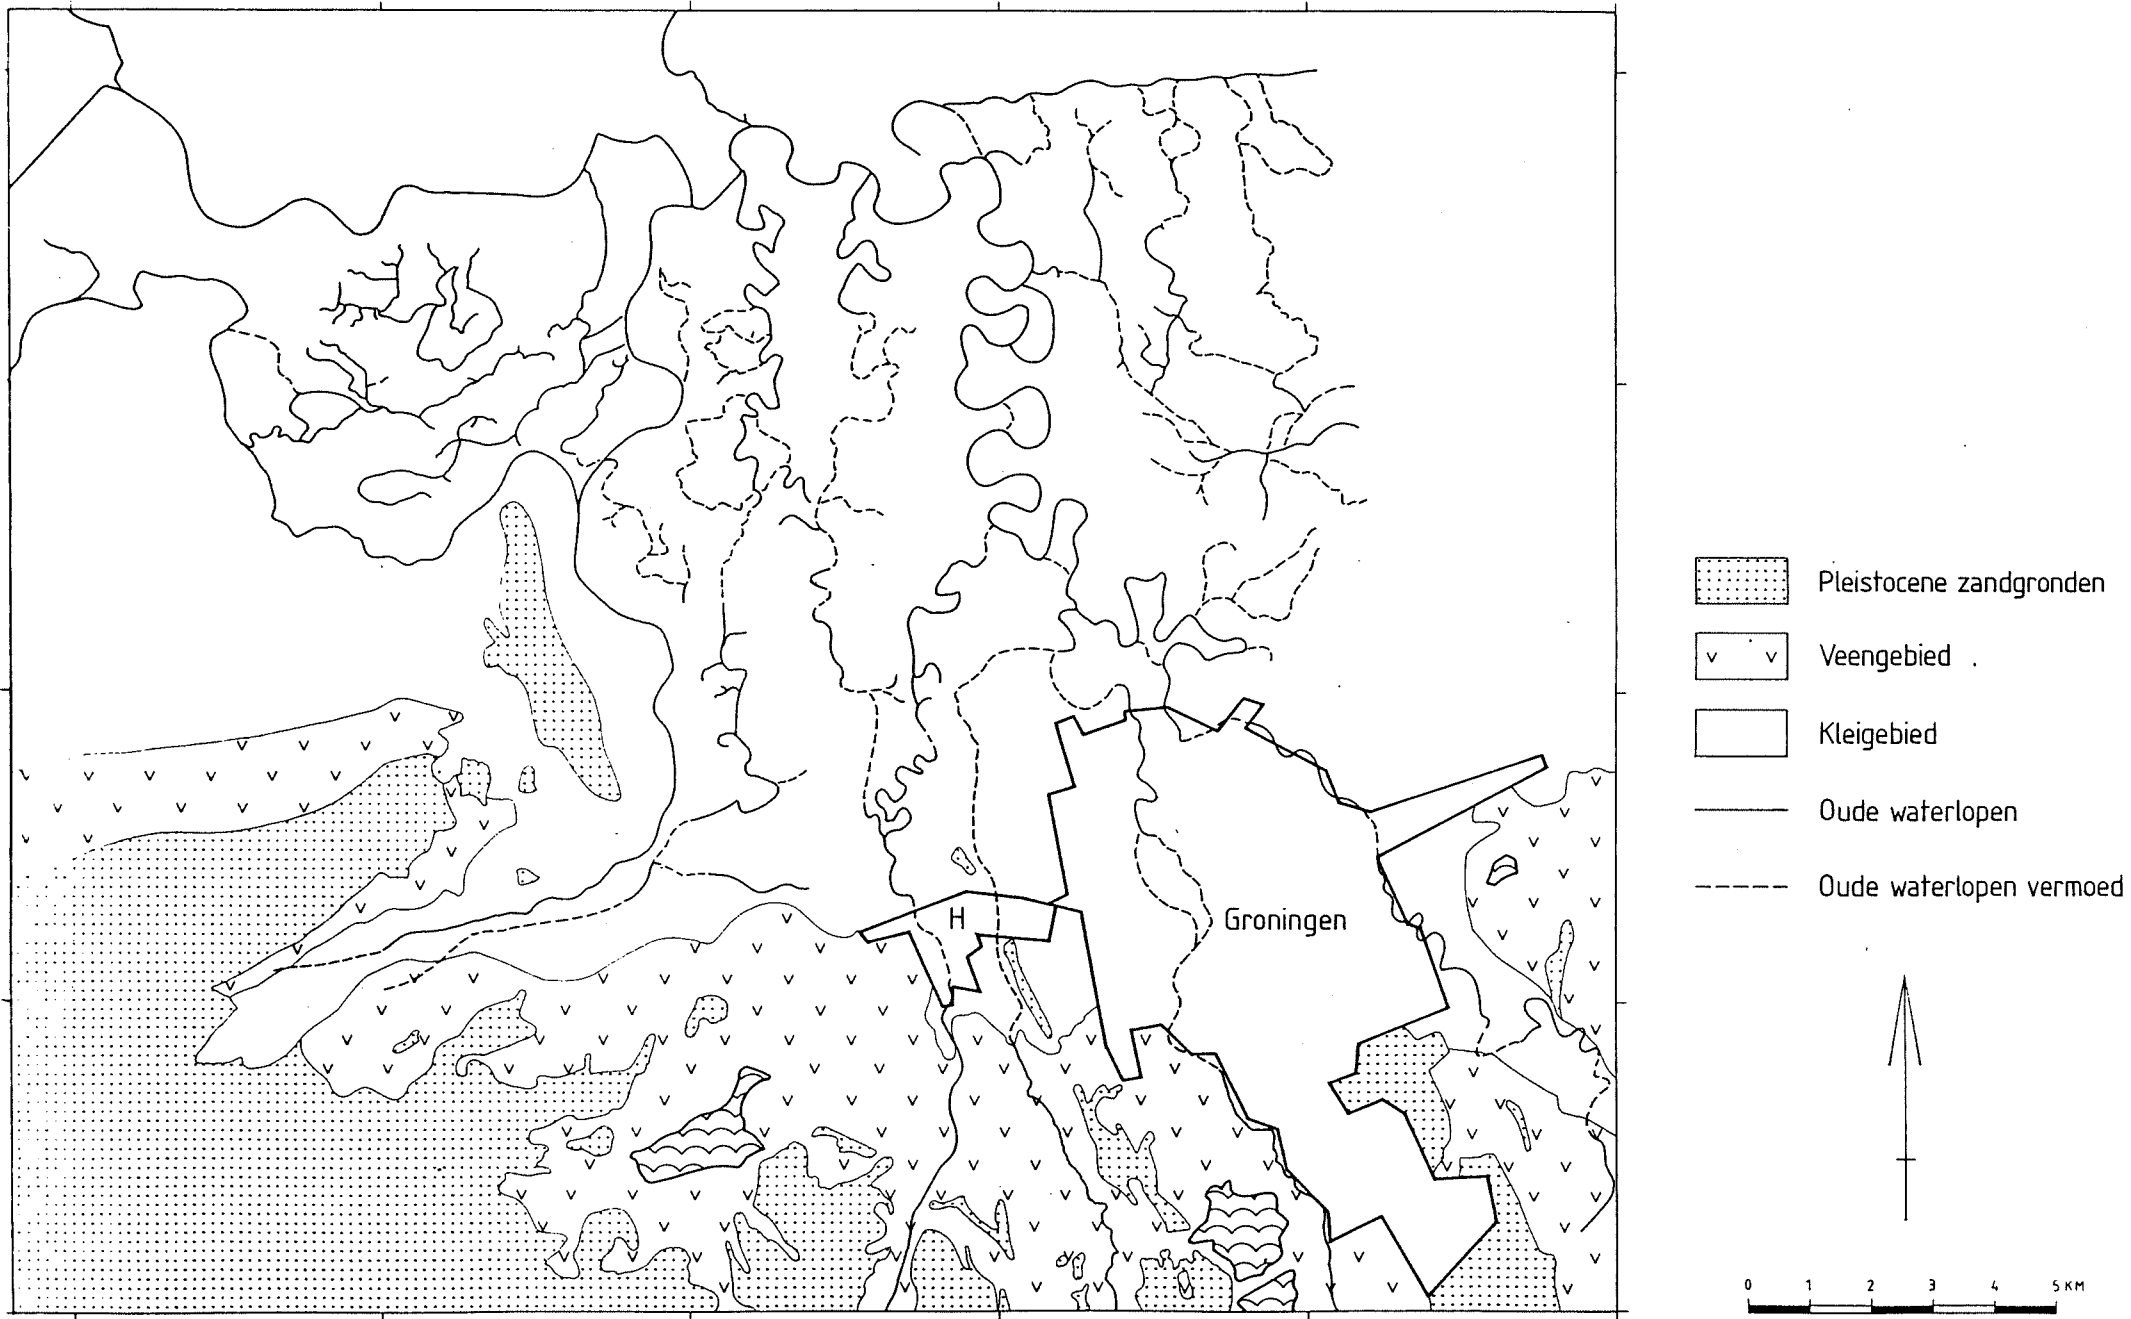 H
Groningen
Pleistocene zandgronden
Veengebied
Kleigebied
Oude waterlopen
Oude waterlopen vermoed
0 1 2 3 4 5 KM